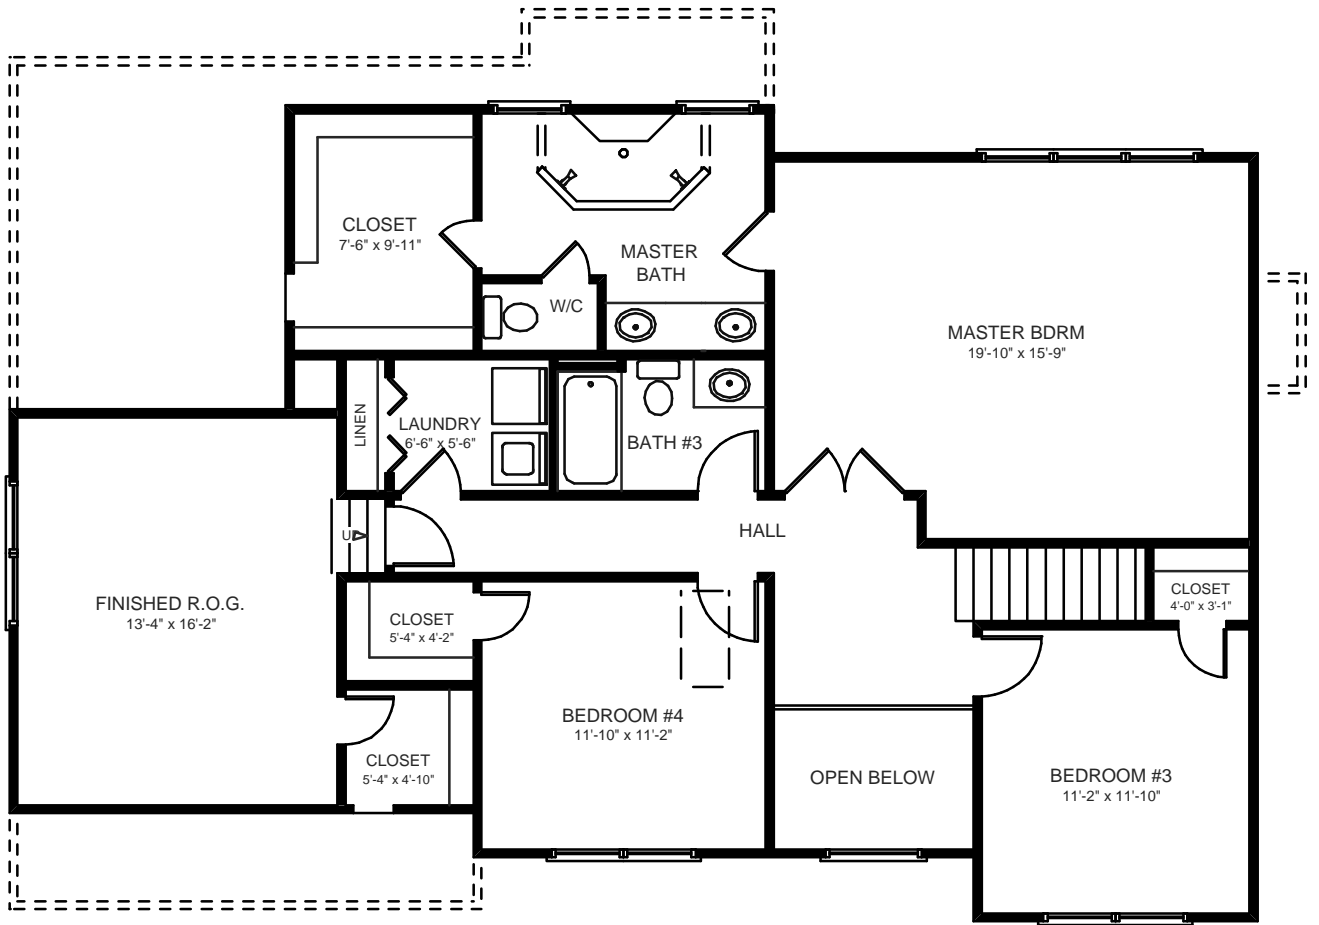 CLOSET
7'-6" x 9'-11"
MASTER
BATH
W/C
MASTER BDRM
19'-10" x 15'-9"
LINEN
LAUNDRY
6'-6" x 5'-6"
BATH #3
HALL
UP
FINISHED R.O.G.
13'-4" x 16'-2"
CLOSET
5'-4" x 4'-2"
CLOSET
4'-0" x 3'-1"
BEDROOM #4
11'-10" x 11'-2"
CLOSET
5'-4" x 4'-10"
OPEN BELOW
BEDROOM #3
11'-2" x 11'-10"